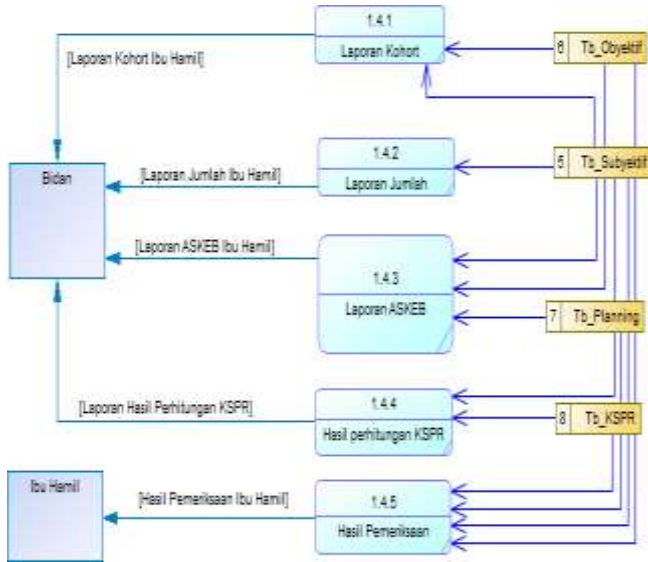 1.4.1
Laporan Kohort
6 Tb_Obyektif
[Laporan Kohort Ibu Hamil]
1.4.2
Laporan Jumlah
5 Tb_Subyektif
Bidan
[Laporan Jumlah Ibu Hamil]
[Laporan ASKEB Ibu Hamil]
1.4.3
Laporan ASKEB
7 Tb_Planning
[Laporan Hasil Perhitungan KSPR]
1.4.4
Hasil perhitungan KSPR
8 Tb_KSPR
Ibu Hamil
[Hasil Pemeriksaan Ibu Hamil]
1.4.5
Hasil Pemeriksaan